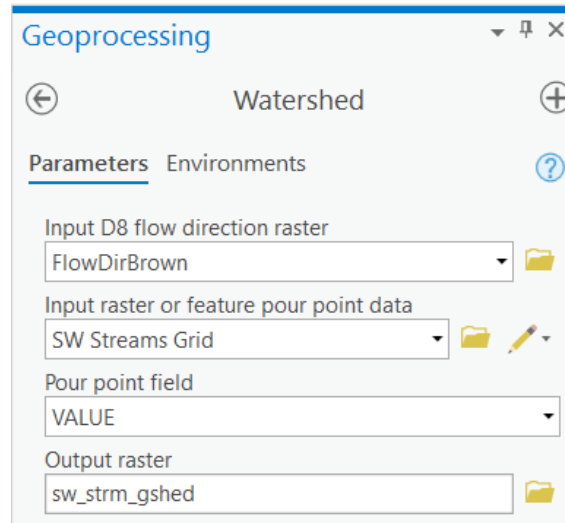 Geoprocessing
Watershed
Parameters Environments
?
Input D8 flow direction raster
FlowDirBrown
Input raster or feature pour point data
SW Streams Grid
Pour point field
VALUE
Output raster
sw_strm_gshed